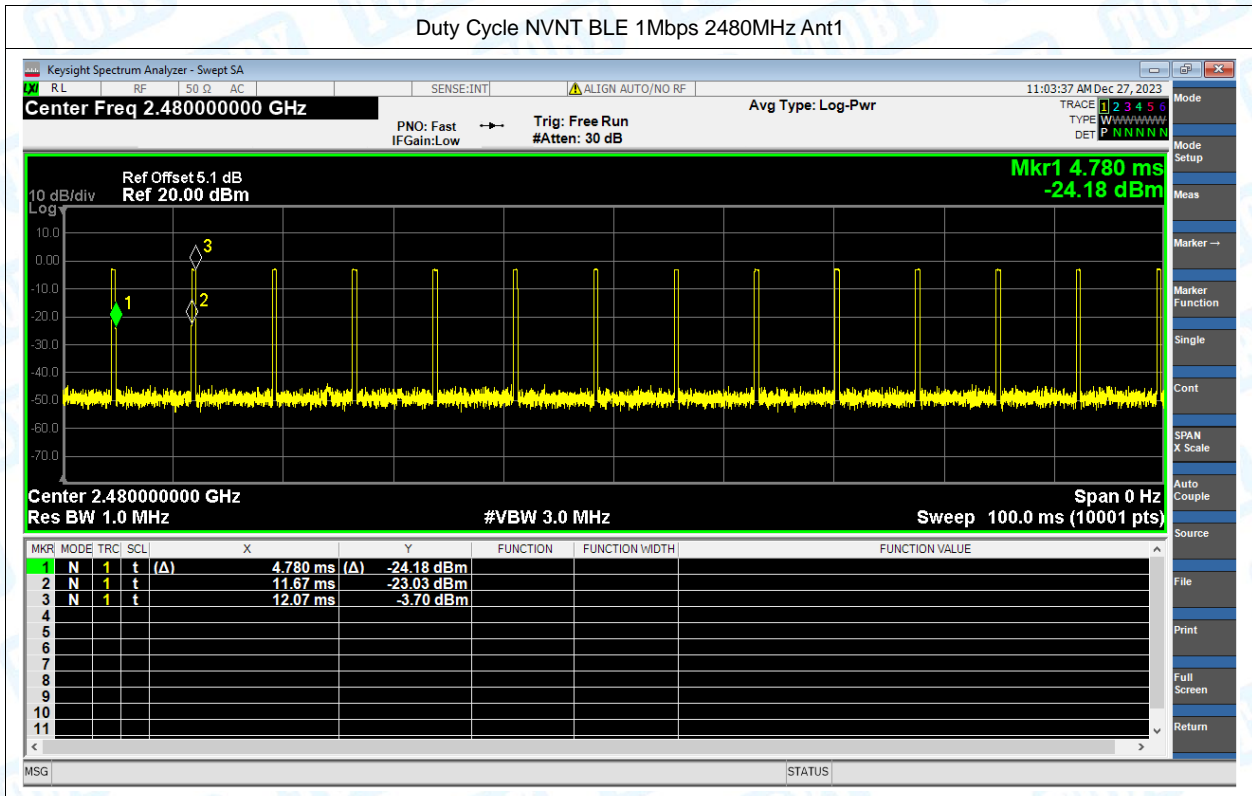 Duty Cycle NVNT BLE 1Mbps 2480MHz Ant1
Keysight Spectrum Analyzer - Swept SA
LXI RL RF 50 Ω AC SENSE:INT ALIGN AUTO/NO RF 11:03:37 AM Dec 27, 2023
Center Freq 2.480000000 GHz
PNO: Fast
IFGain:Low
Trig: Free Run
#Atten: 30 dB
Avg Type: Log-Pwr
TRACE 1 2 3 4 5 6
TYPE WWWWWW
DET P NNNNN
Ref Offset 5.1 dB
10 dB/div Ref 20.00 dBm
Log
Mkr1 4.780 ms
-24.18 dBm
10.0
0.00
-10.0
-20.0
-30.0
-40.0
-50.0
-60.0
-70.0
1
2
3
Center 2.480000000 GHz Span 0 Hz
Res BW 1.0 MHz #VBW 3.0 MHz Sweep 100.0 ms (10001 pts)
MKR MODE TRC SCL X Y FUNCTION FUNCTION WIDTH FUNCTION VALUE
1 N 1 t (Δ) 4.780 ms (Δ) -24.18 dBm
2 N 1 t 11.67 ms -23.03 dBm
3 N 1 t 12.07 ms -3.70 dBm
4
5
6
7
8
9
10
11
MSG STATUS
Mode
Mode Setup
Meas
Marker →
Marker Function
Single
Cont
SPAN X Scale
Auto Couple
Source
File
Print
Full Screen
Return
TOBY